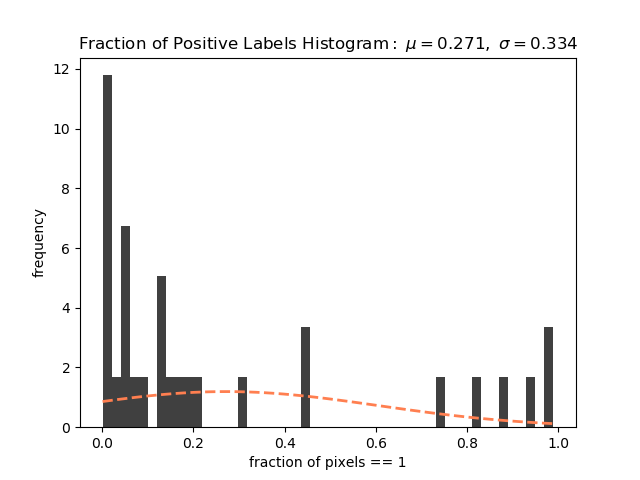 Fraction of Positive Labels Histogram : μ = 0.271, σ = 0.334
12
10
8
6
4
2
0
frequency
0.0 0.2 0.4 0.6 0.8 1.0
fraction of pixels == 1